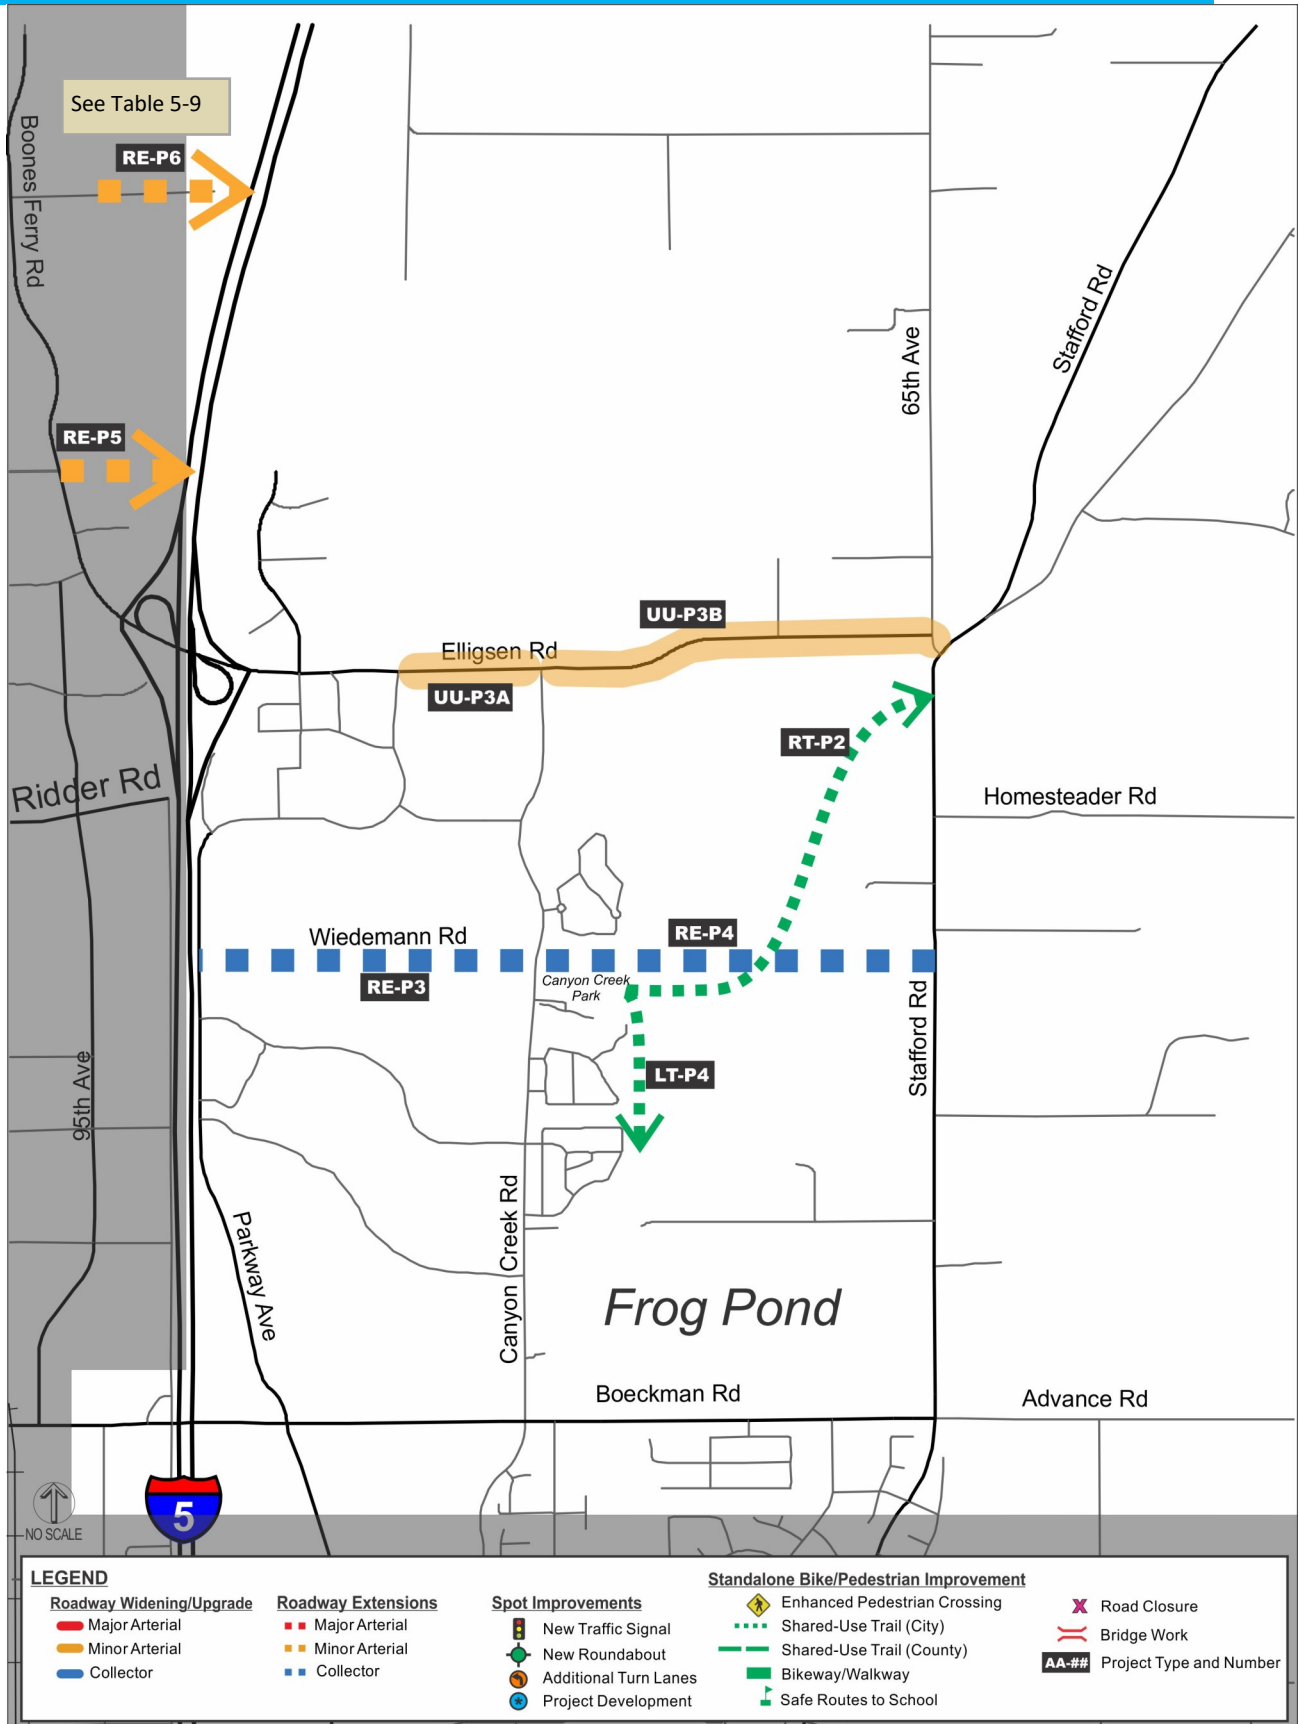 See Table 5-9
Boones Ferry Rd
RE-P6
Stafford Rd
65th Ave
RE-P5
UU-P3B
Elligsen Rd
UU-P3A
RT-P2
Ridder Rd
Homesteader Rd
Wiedemann Rd
RE-P4
RE-P3
Canyon Creek
Park
Stafford Rd
LT-P4
95th Ave
Canyon Creek Rd
Parkway Ave
Frog Pond
Boeckman Rd
Advance Rd
5
NO SCALE
LEGEND
Roadway Widening/Upgrade
Major Arterial
Minor Arterial
Collector
Roadway Extensions
Major Arterial
Minor Arterial
Collector
Spot Improvements
New Traffic Signal
New Roundabout
Additional Turn Lanes
Project Development
Standalone Bike/Pedestrian Improvement
Enhanced Pedestrian Crossing
Shared-Use Trail (City)
Shared-Use Trail (County)
Bikeway/Walkway
Safe Routes to School
X Road Closure
Bridge Work
AA-## Project Type and Number